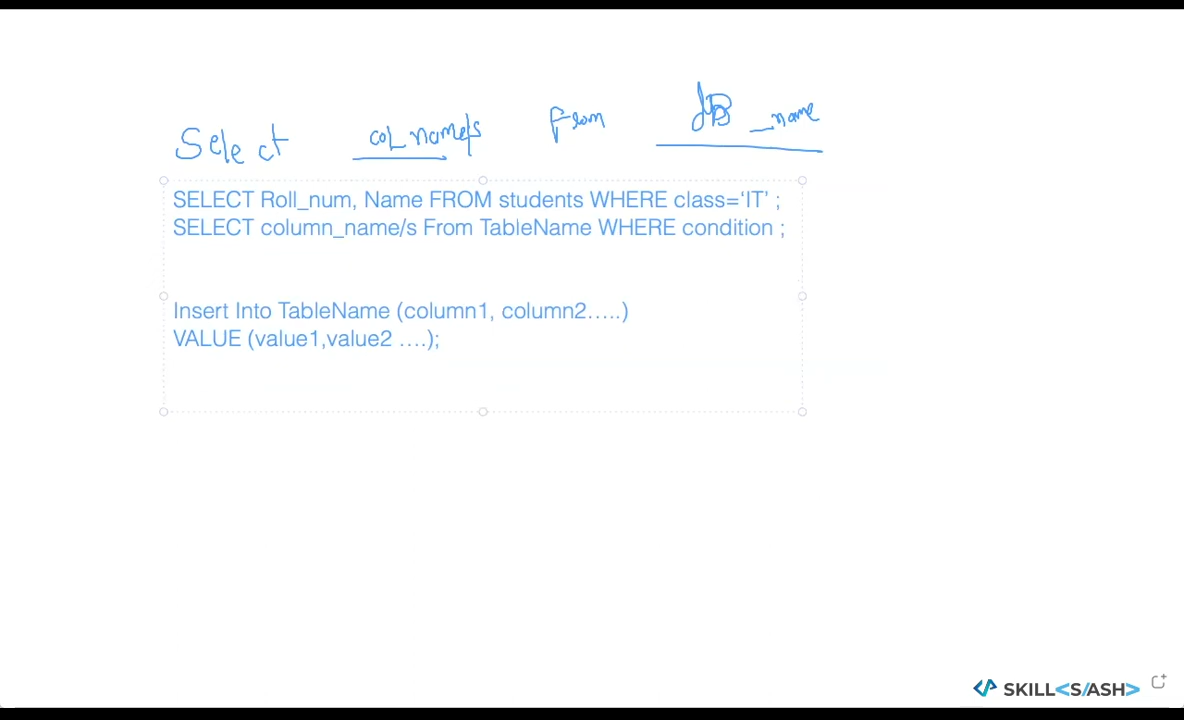 Select col_name/s From DB_name
SELECT Roll_num, Name FROM students WHERE class=‘IT’ ;
SELECT column_name/s From TableName WHERE condition ;
Insert Into TableName (column1, column2…..)
VALUE (value1,value2 ….);
SKILL<S/ASH>